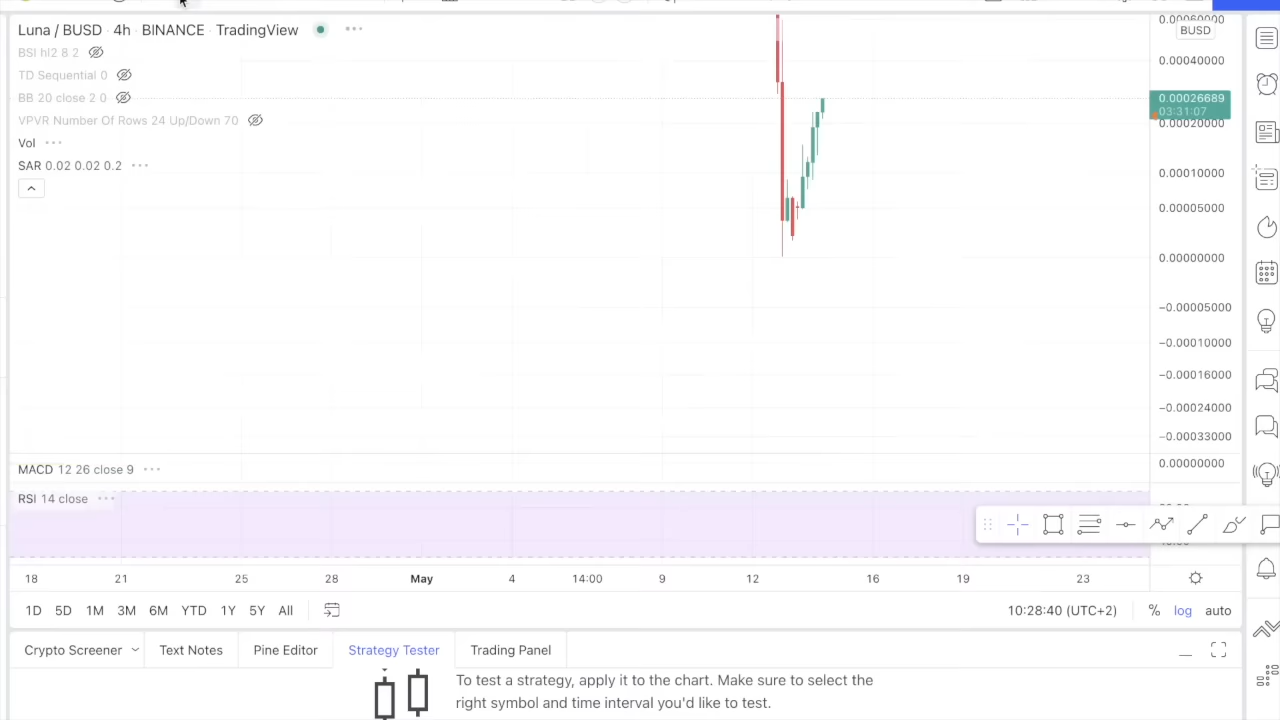 Luna / BUSD · 4h · BINANCE · TradingView
BSI hl2 8 2
TD Sequential 0
BB 20 close 2 0
VPVR Number Of Rows 24 Up/Down 70
Vol
SAR 0.02 0.02 0.2
0.00060000
BUSD
0.00040000
0.00026689
03:31:07
0.00020000
0.00010000
0.00005000
0.00000000
−0.00005000
−0.00010000
−0.00016000
−0.00024000
−0.00033000
MACD 12 26 close 9
0.00000000
RSI 14 close
18 21 25 28 May 4 14:00 9 12 16 19 23
1D 5D 1M 3M 6M YTD 1Y 5Y All
10:28:40 (UTC+2) % log auto
Crypto Screener Text Notes Pine Editor Strategy Tester Trading Panel
To test a strategy, apply it to the chart. Make sure to select the
right symbol and time interval you'd like to test.